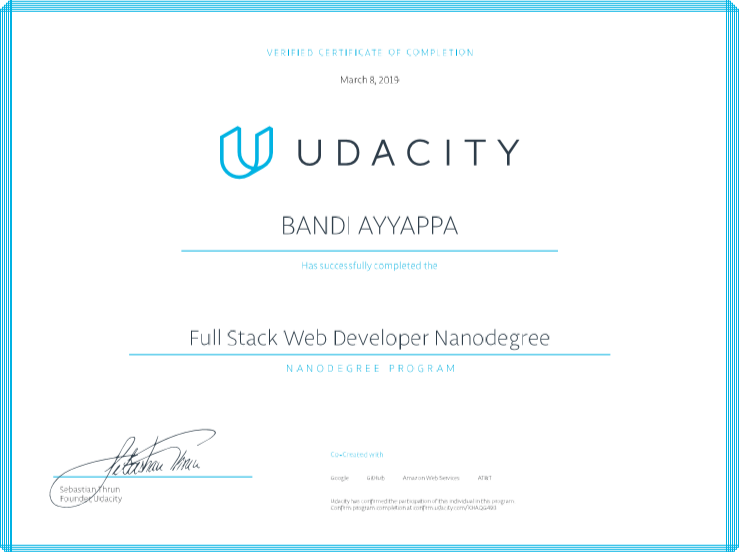 VERIFIED CERTIFICATE OF COMPLETION
March 8, 2019
UDACITY
BANDI AYYAPPA
Has successfully completed the
Full Stack Web Developer Nanodegree
NANODEGREE PROGRAM
Sebastian Thrun
Co-Created with
Google GitHub Amazon Web Services AT&T
Sebastian Thrun
Founder, Udacity
Udacity has confirmed the participation of this individual in this program.
Confirm program completion at confirm.udacity.com/